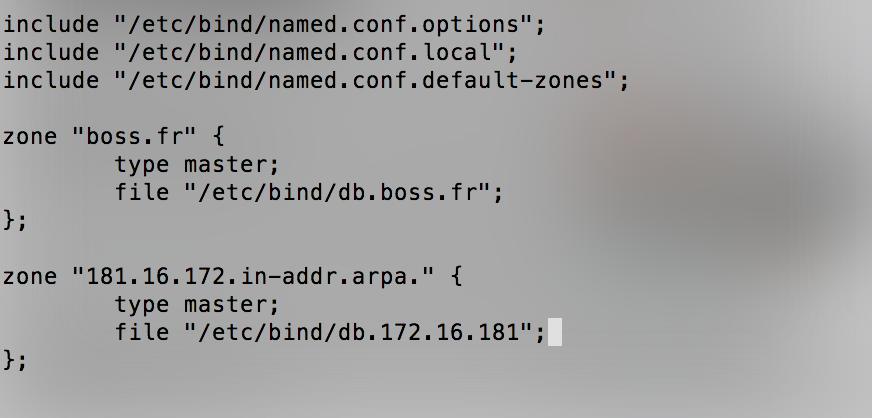 include "/etc/bind/named.conf.options";
include "/etc/bind/named.conf.local";
include "/etc/bind/named.conf.default-zones";
zone "boss.fr" {
type master;
file "/etc/bind/db.boss.fr";
};
zone "181.16.172.in-addr.arpa." {
type master;
file "/etc/bind/db.172.16.181";
};